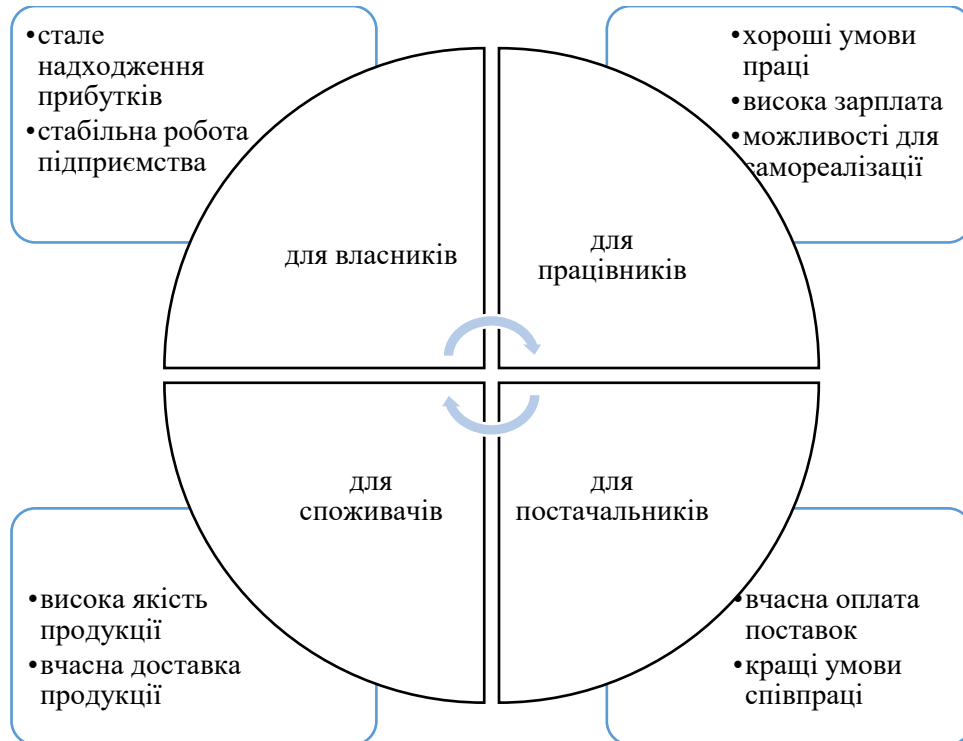 •стале
надходження
прибутків
•стабільна робота
підприємства
•хороші умови
праці
•висока зарплата
•можливості для
самореалізації
для власників
для
працівників
для
споживачів
для
постачальників
•висока якість
продукції
•вчасна доставка
продукції
•вчасна оплата
поставок
•кращі умови
співпраці